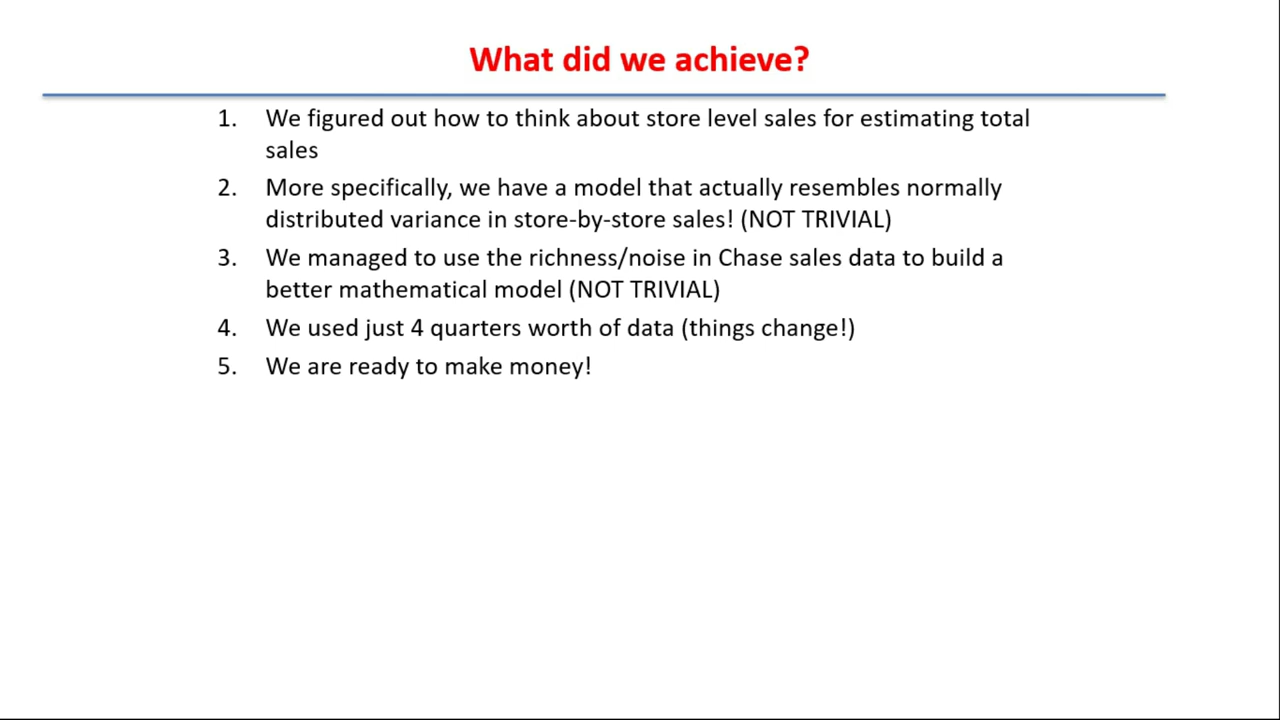 What did we achieve?
1. We figured out how to think about store level sales for estimating total
sales
2. More specifically, we have a model that actually resembles normally
distributed variance in store-by-store sales! (NOT TRIVIAL)
3. We managed to use the richness/noise in Chase sales data to build a
better mathematical model (NOT TRIVIAL)
4. We used just 4 quarters worth of data (things change!)
5. We are ready to make money!